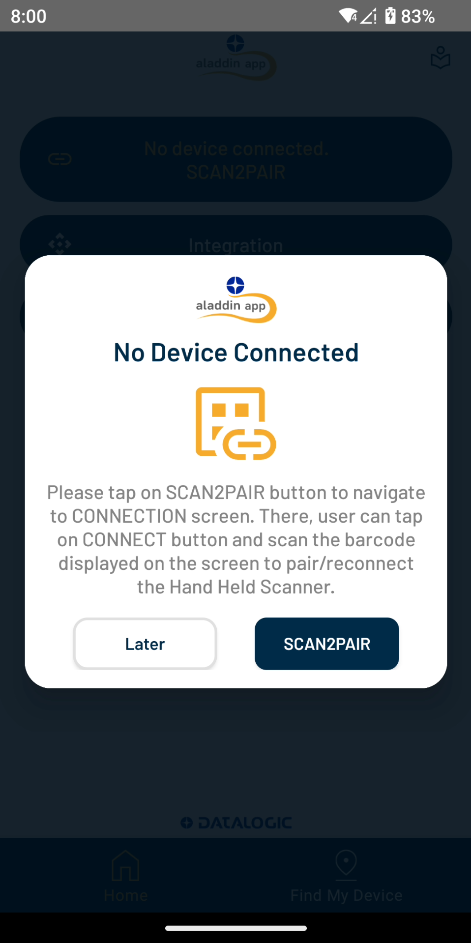 8:00
4
83%
aladdin app
No device connected.
SCAN2PAIR
Integration
aladdin app
No Device Connected
Please tap on SCAN2PAIR button to navigate
to CONNECTION screen. There, user can tap
on CONNECT button and scan the barcode
displayed on the screen to pair/reconnect
the Hand Held Scanner.
Later
SCAN2PAIR
DATALOGIC
Home
Find My Device